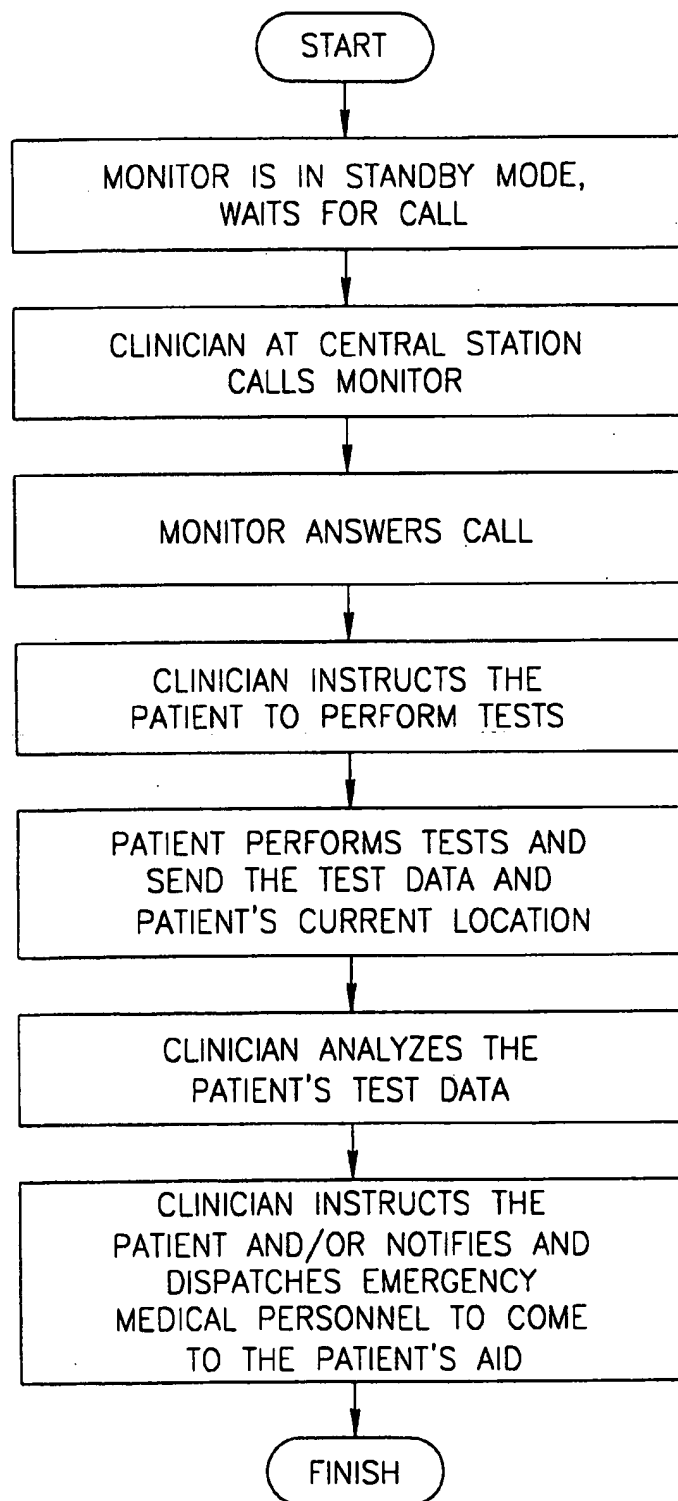 START
MONITOR IS IN STANDBY MODE,
WAITS FOR CALL
CLINICIAN AT CENTRAL STATION
CALLS MONITOR
MONITOR ANSWERS CALL
CLINICIAN INSTRUCTS THE
PATIENT TO PERFORM TESTS
PATIENT PERFORMS TESTS AND
SEND THE TEST DATA AND
PATIENT'S CURRENT LOCATION
CLINICIAN ANALYZES THE
PATIENT'S TEST DATA
CLINICIAN INSTRUCTS THE
PATIENT AND/OR NOTIFIES AND
DISPATCHES EMERGENCY
MEDICAL PERSONNEL TO COME
TO THE PATIENT'S AID
FINISH